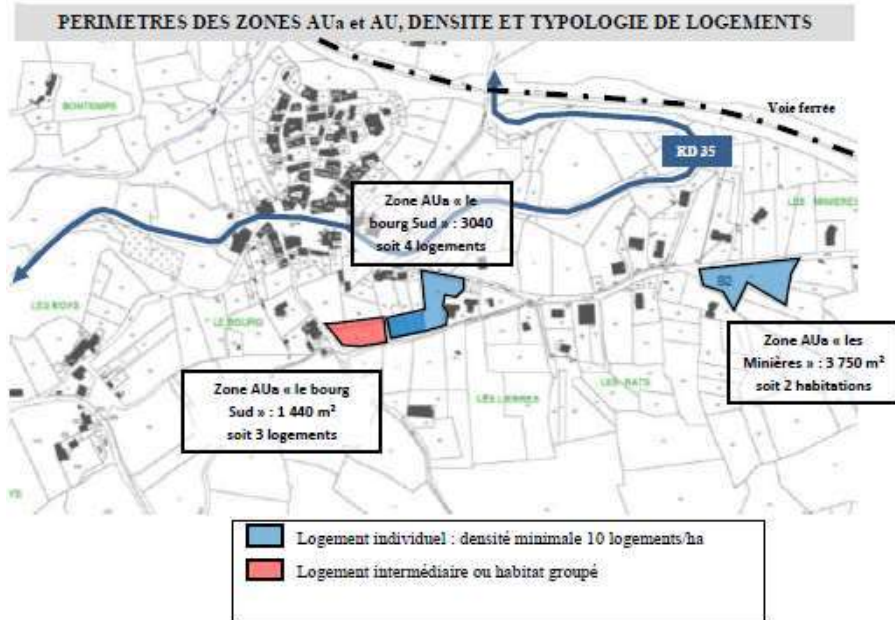 PERIMETRES DES ZONES AUa et AU, DENSITE ET TYPOLOGIE DE LOGEMENTS
BONTEMPS
Voie ferrée
RD 35
Zone AUa « le
bourg Sud » : 3040
soit 4 logements
LES MINIERES
LES ROYS
LE BOURG
Zone AUa « les
Minières » : 3 750 m²
soit 2 habitations
Zone AUa « le bourg
Sud » : 1 440 m²
soit 3 logements
LES RATS
Logement individuel : densité minimale 10 logements/ha
Logement intermédiaire ou habitat groupé